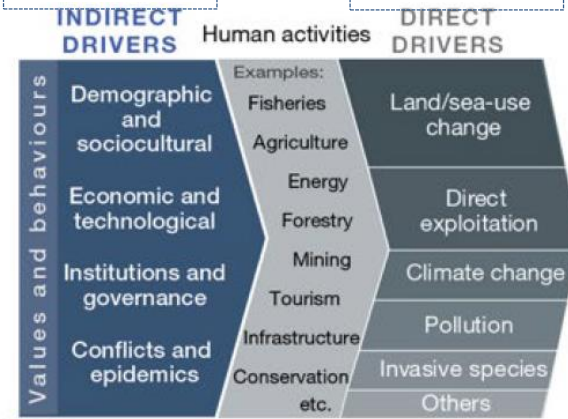 INDIRECT
DRIVERS
Human activities
DIRECT
DRIVERS
Values and behaviours
Demographic
and
sociocultural
Economic and
technological
Institutions and
governance
Conflicts and
epidemics
Examples:
Fisheries
Agriculture
Energy
Forestry
Mining
Tourism
Infrastructure
Conservation
etc.
Land/sea-use
change
Direct
exploitation
Climate change
Pollution
Invasive species
Others